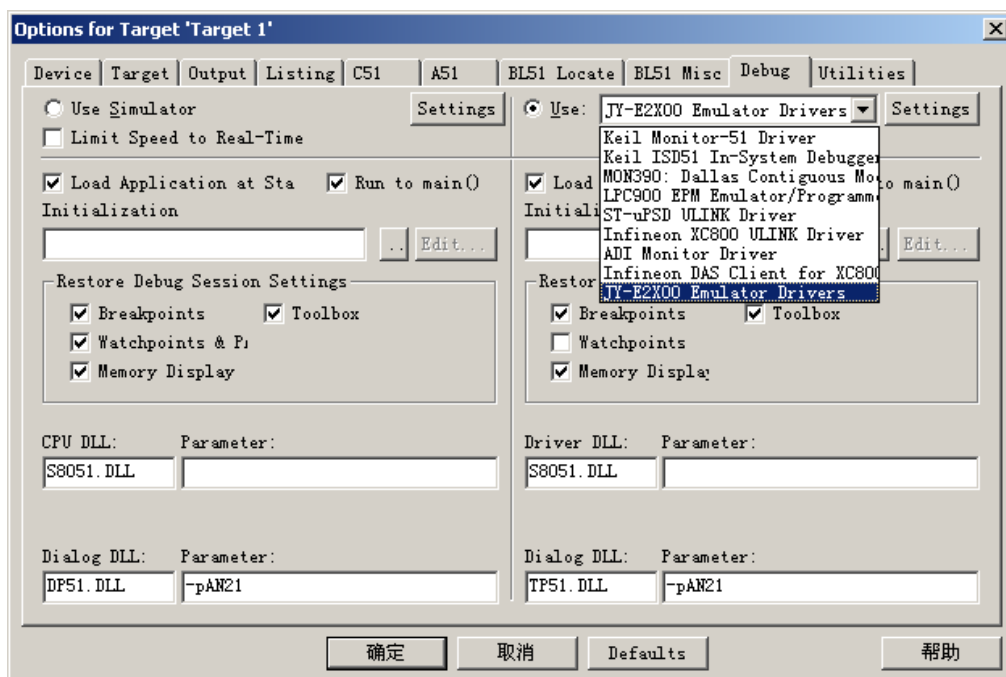 Options for Target 'Target 1'
Device Target Output Listing C51 A51 BL51 Locate BL51 Misc Debug Utilities
Use Simulator Settings Use: JY-E2X00 Emulator Drivers Settings
Limit Speed to Real-Time
Keil Monitor-51 Driver
Keil ISD51 In-System Debugger
MON390: Dallas Contiguous Mo
LPC900 EPM Emulator/Programm
ST-uPSD ULINK Driver
Infineon XC800 ULINK Driver
ADI Monitor Driver
Infineon DAS Client for XC800
JY-E2X00 Emulator Drivers
Load Application at Sta Run to main() Load o main()
Initialization Initiali
.. Edit... Edit...
Restore Debug Session Settings Restor
Breakpoints Toolbox Breakpoints Toolbox
Watchpoints & P Watchpoints
Memory Display Memory Display
CPU DLL: Parameter: Driver DLL: Parameter:
S8051.DLL S8051.DLL
Dialog DLL: Parameter: Dialog DLL: Parameter:
DP51.DLL -pAN21 TP51.DLL -pAN21
确定 取消 Defaults 帮助